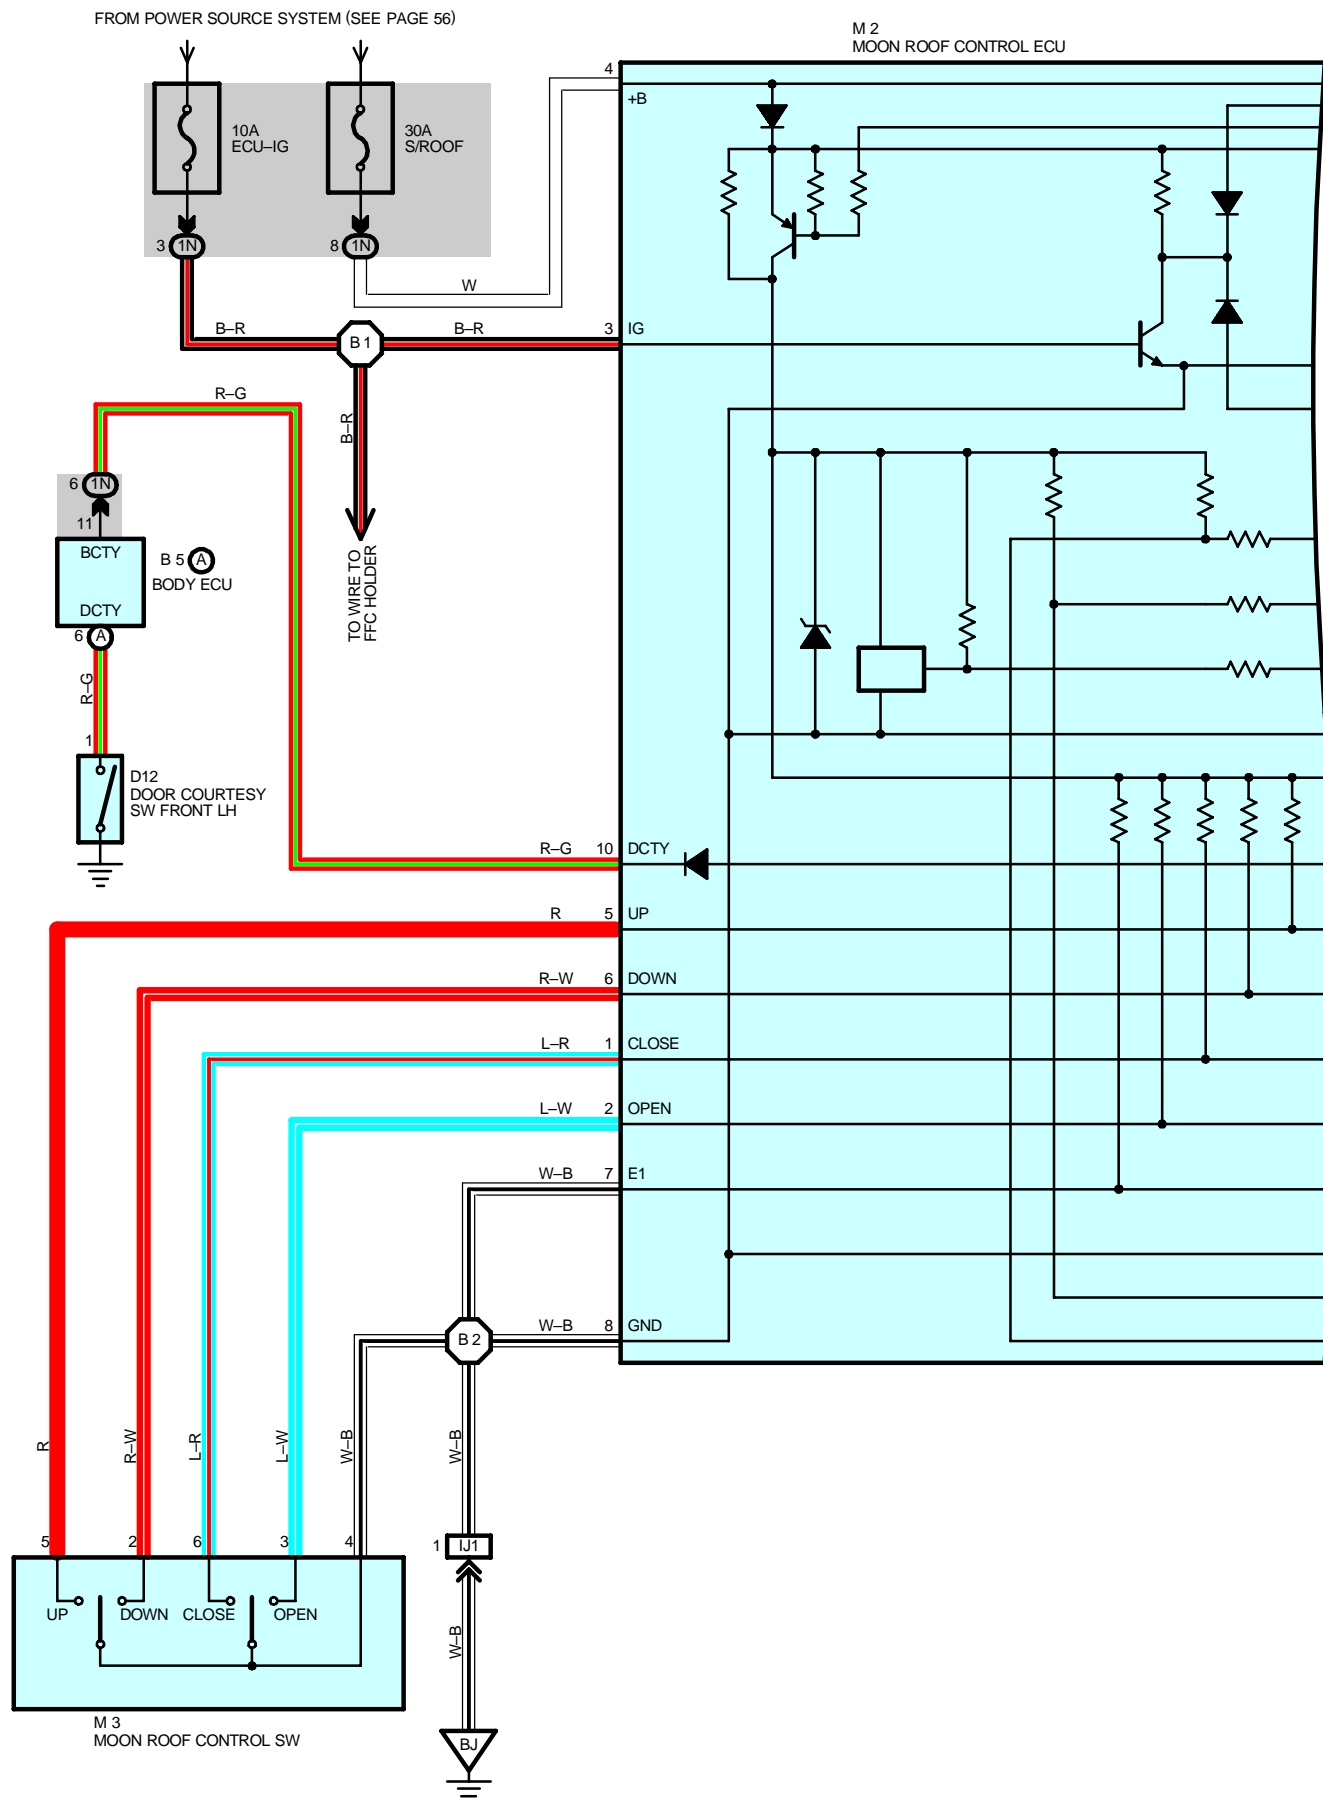 FROM POWER SOURCE SYSTEM (SEE PAGE 56)
M 2
MOON ROOF CONTROL ECU
4
+B
10A
ECU–IG
30A
S/ROOF
3 1N
8 1N
W
B–R
B 1
B–R
3 IG
R–G
B–R
6 1N
11
BCTY
B 5 A
BODY ECU
DCTY
6 A
TO WIRE TO
FFC HOLDER
R–G
1
D12
DOOR COURTESY
SW FRONT LH
R–G 10 DCTY
R 5 UP
R–W 6 DOWN
L–R 1 CLOSE
L–W 2 OPEN
W–B 7 E1
B 2
W–B 8 GND
R
R–W
L–R
L–W
W–B
W–B
5 2 6 3 4
1 IJ1
UP DOWN CLOSE OPEN
W–B
M 3
MOON ROOF CONTROL SW
BJ